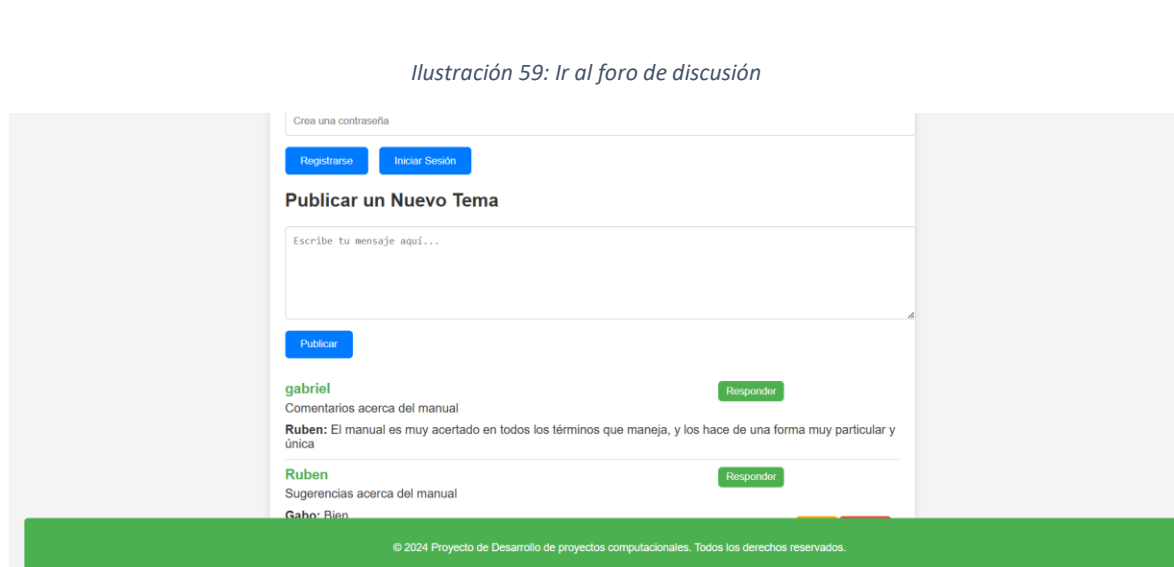 Ilustración 59: Ir al foro de discusión
Crea una contraseña
Registrarse Iniciar Sesión
Publicar un Nuevo Tema
Escribe tu mensaje aquí...
Publicar
gabriel Responder
Comentarios acerca del manual
Ruben: El manual es muy acertado en todos los términos que maneja, y los hace de una forma muy particular y
única
Ruben Responder
Sugerencias acerca del manual
Gabo: Bien
© 2024 Proyecto de Desarrollo de proyectos computacionales. Todos los derechos reservados.